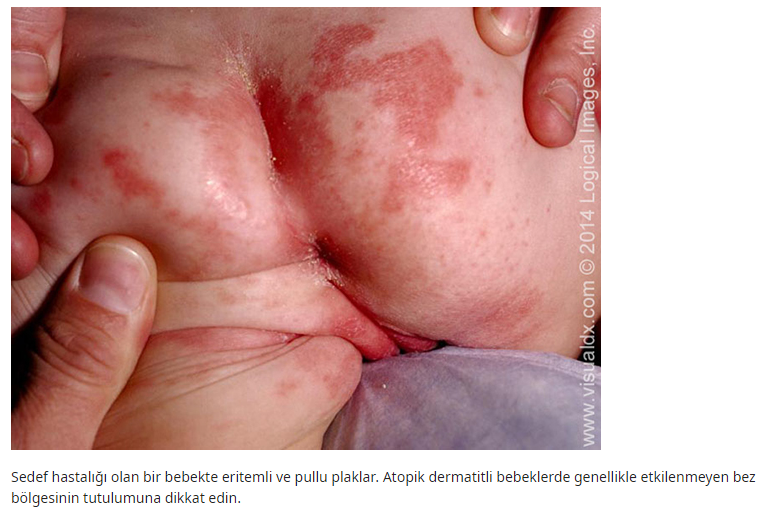 www.visualdx.com © 2014 Logical Images, Inc.
Sedef hastalığı olan bir bebekte eritemli ve pullu plaklar. Atopik dermatitli bebeklerde genellikle etkilenmeyen bez
bölgesinin tutulumuna dikkat edin.